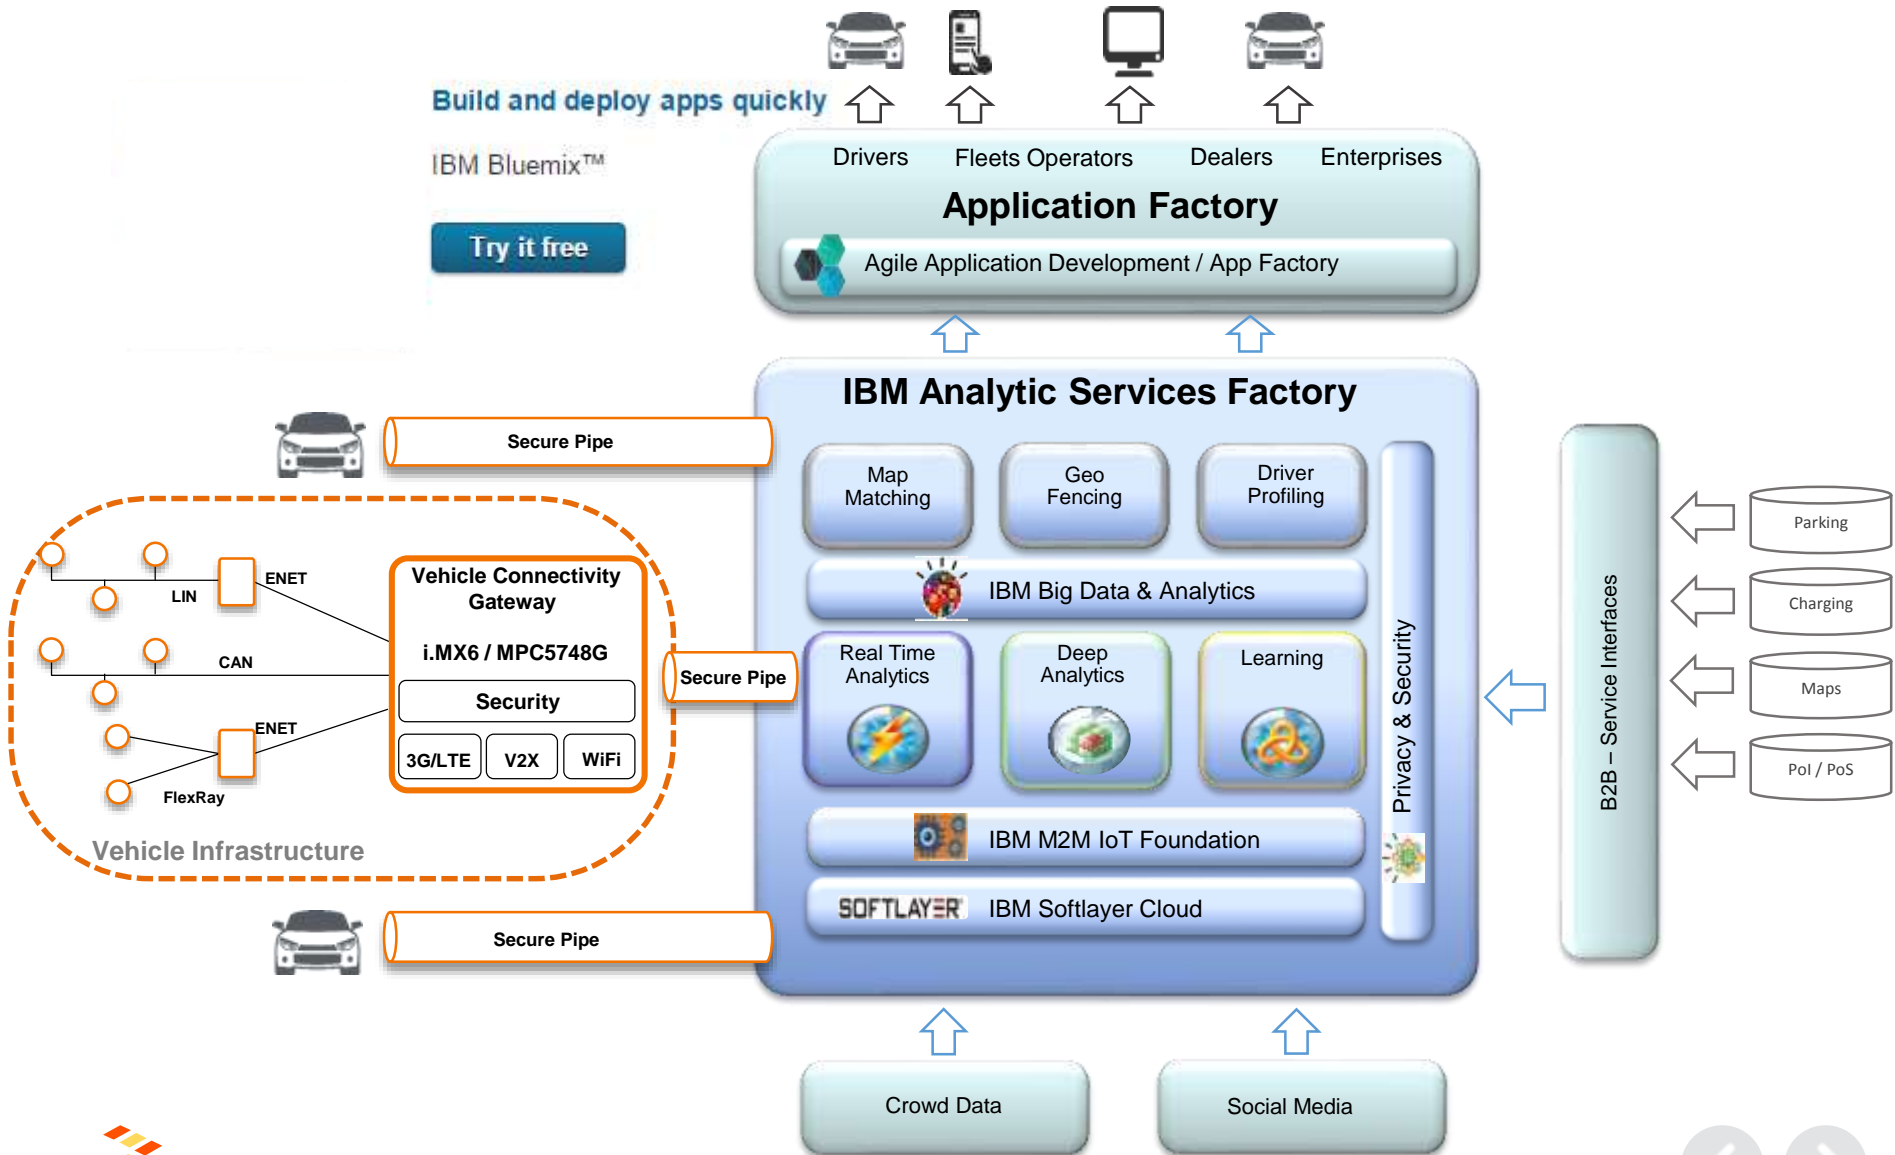 Build and deploy apps quickly
IBM Bluemix™
Try it free
Drivers
Fleets Operators
Dealers
Enterprises
Application Factory
Agile Application Development / App Factory
IBM Analytic Services Factory
Secure Pipe
Map
Matching
Geo
Fencing
Driver
Profiling
IBM Big Data & Analytics
Real Time
Analytics
Deep
Analytics
Learning
IBM M2M IoT Foundation
SOFTLAYER
IBM Softlayer Cloud
Privacy & Security
ENET
LIN
CAN
ENET
FlexRay
Vehicle Connectivity
Gateway
i.MX6 / MPC5748G
Security
3G/LTE
V2X
WiFi
Vehicle Infrastructure
Secure Pipe
Secure Pipe
B2B – Service Interfaces
Parking
Charging
Maps
PoI / PoS
Crowd Data
Social Media